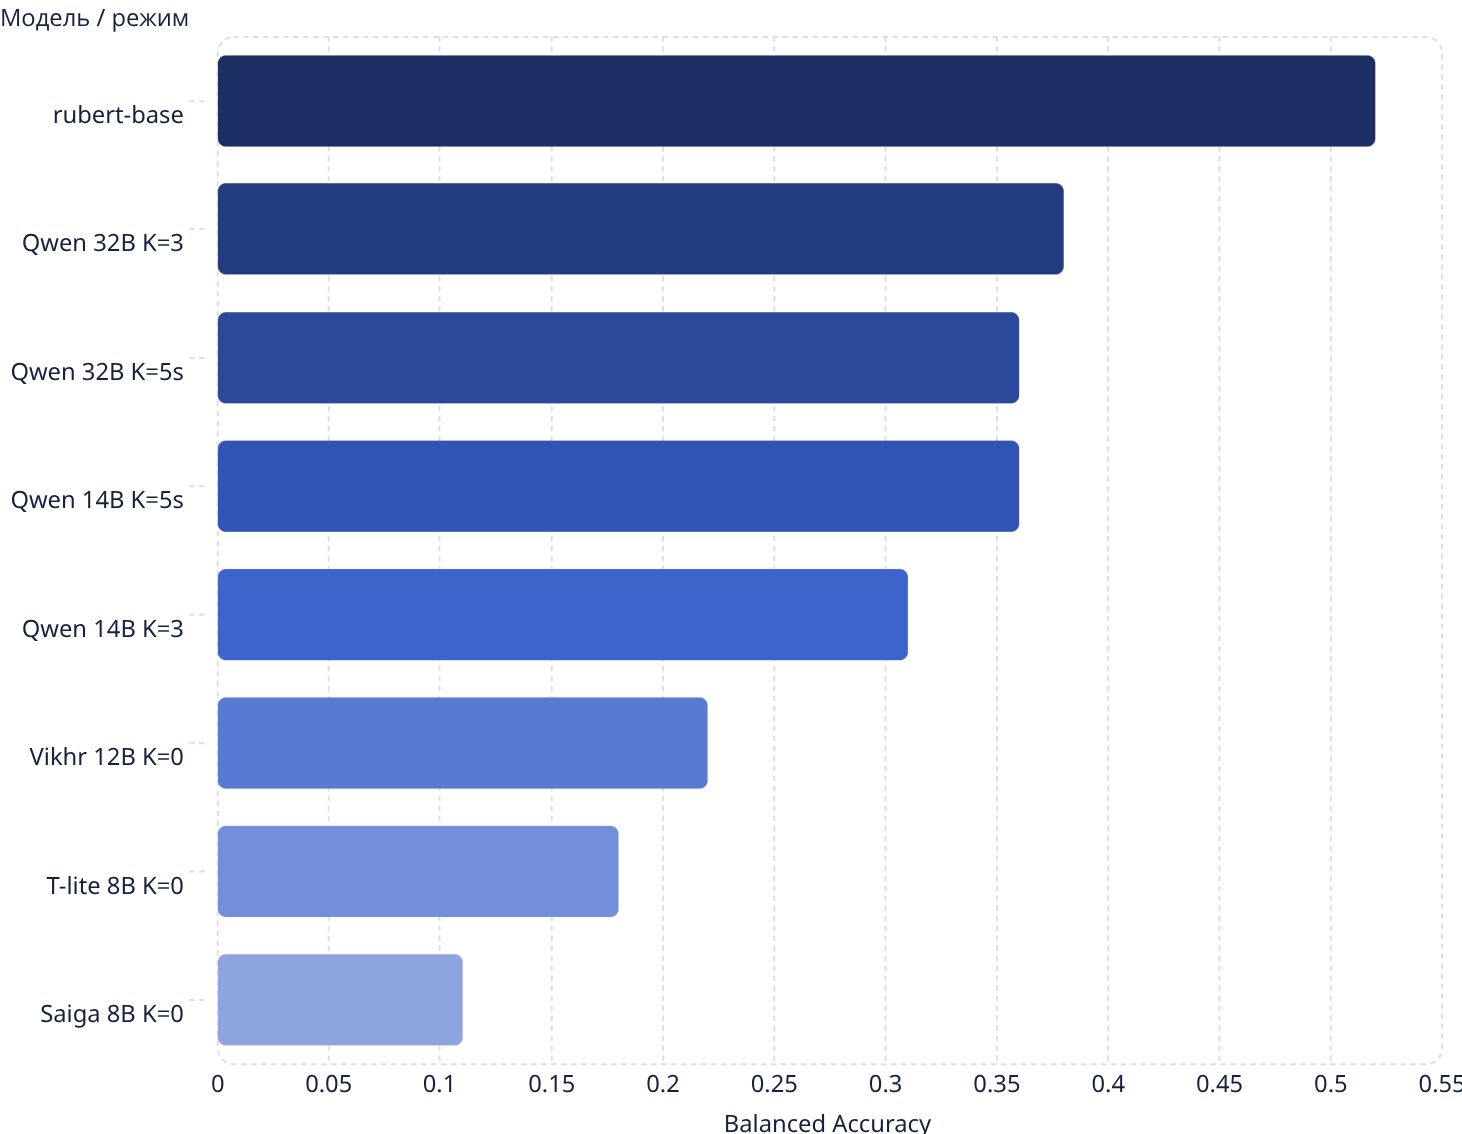 Модель / режим
rubert-base
Qwen 32B K=3
Qwen 32B K=5s
Qwen 14B K=5s
Qwen 14B K=3
Vikhr 12B K=0
T-lite 8B K=0
Saiga 8B K=0
0 0.05 0.1 0.15 0.2 0.25 0.3 0.35 0.4 0.45 0.5 0.55
Balanced Accuracy